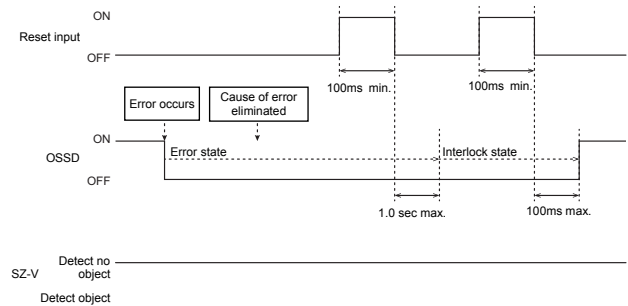 ON
Reset input
OFF
100ms min.
100ms min.
Error occurs
Cause of error
eliminated
ON
Error state
Interlock state
OSSD
OFF
1.0 sec max.
100ms max.
Detect no
SZ-V object
Detect object